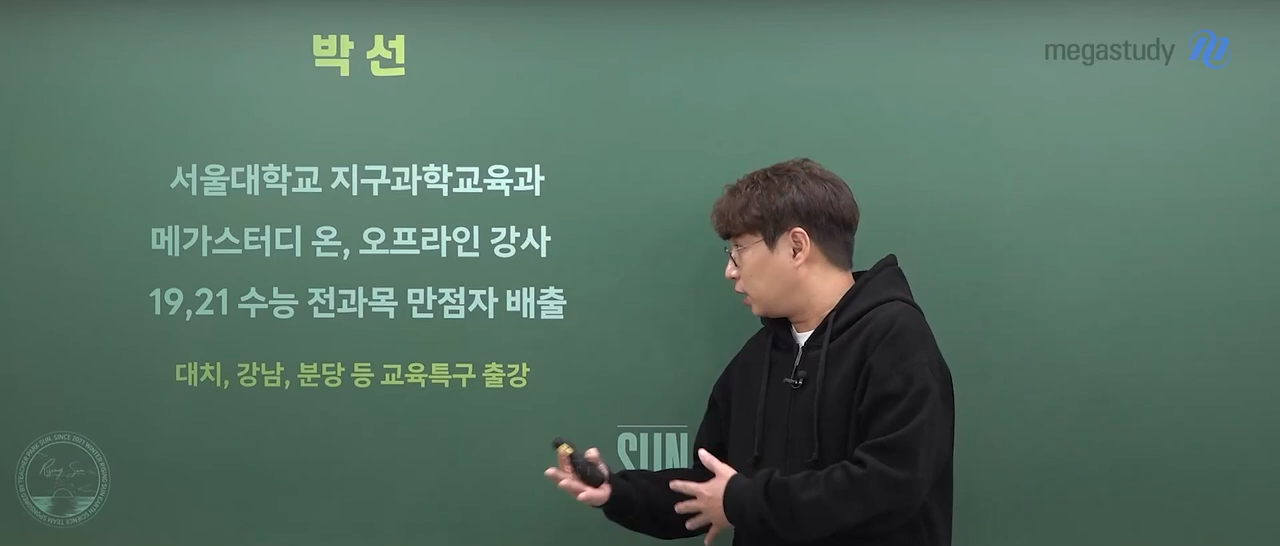 박 선
megastudy
서울대학교 지구과학교육과
메가스터디 온, 오프라인 강사
19,21 수능 전과목 만점자 배출
대치, 강남, 분당 등 교육특구 출강
SUN
Rising Sun